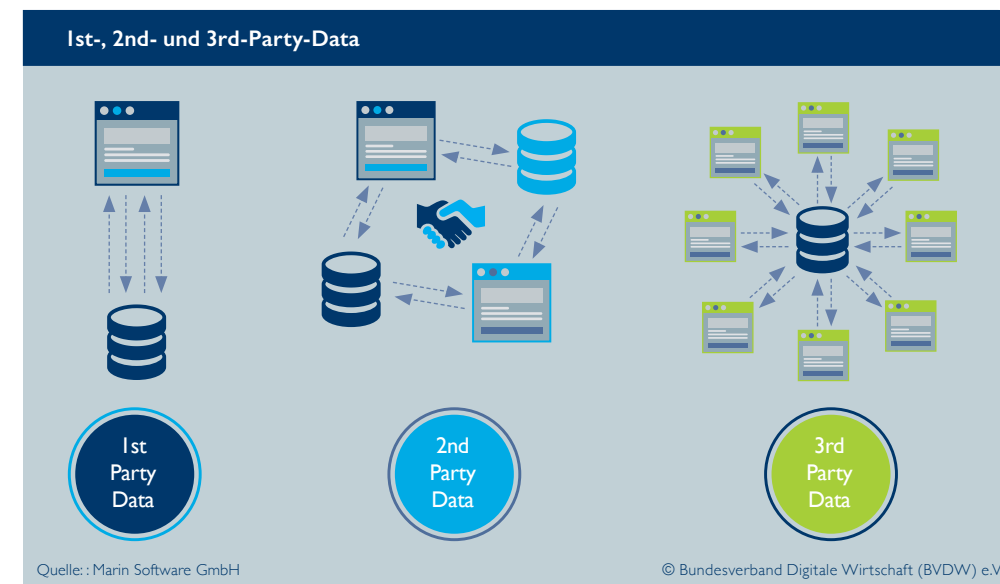 1st-, 2nd- und 3rd-Party-Data
1st
Party
Data
2nd
Party
Data
3rd
Party
Data
Quelle: : Marin Software GmbH
© Bundesverband Digitale Wirtschaft (BVDW) e.V